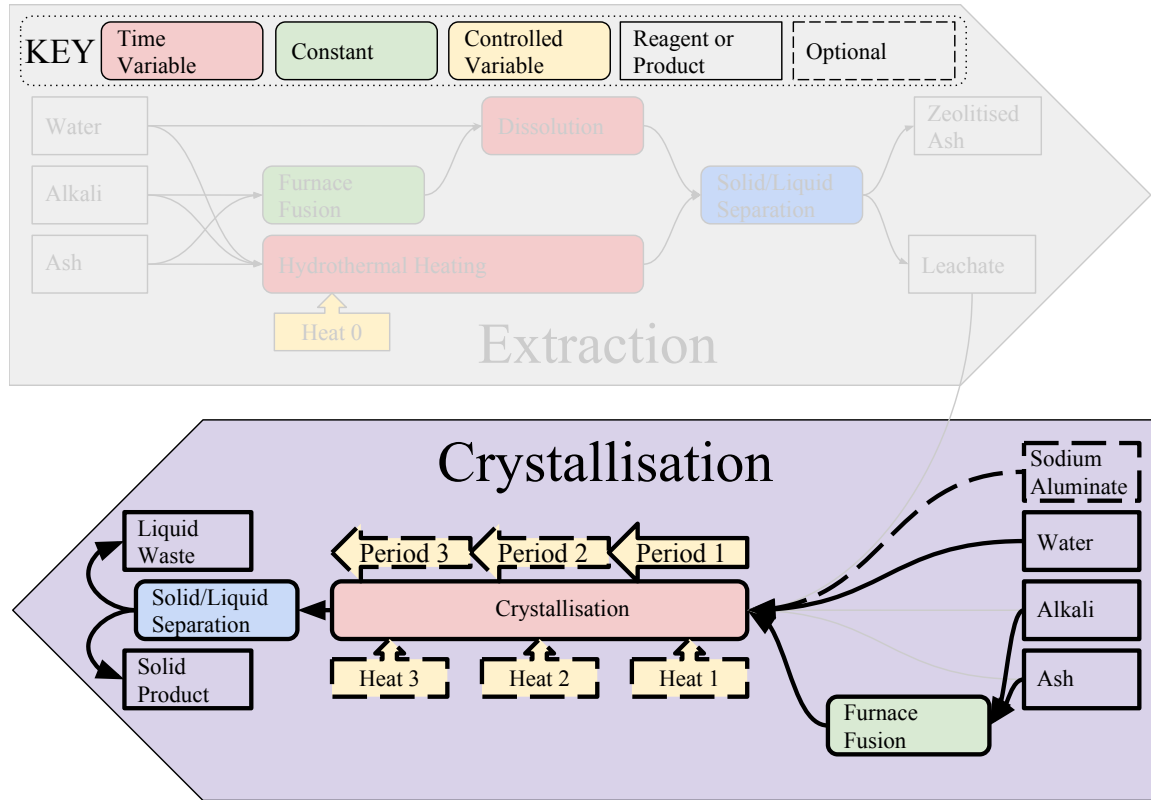 KEY
Time
Variable
Constant
Controlled
Variable
Reagent or
Product
Optional
Water
Alkali
Ash
Furnace
Fusion
Dissolution
Hydrothermal Heating
Heat 0
Solid/Liquid
Separation
Zeolitised
Ash
Leachate
Extraction
Crystallisation
Sodium
Aluminate
Water
Alkali
Ash
Furnace
Fusion
Period 3
Period 2
Period 1
Crystallisation
Heat 3
Heat 2
Heat 1
Liquid
Waste
Solid/Liquid
Separation
Solid
Product